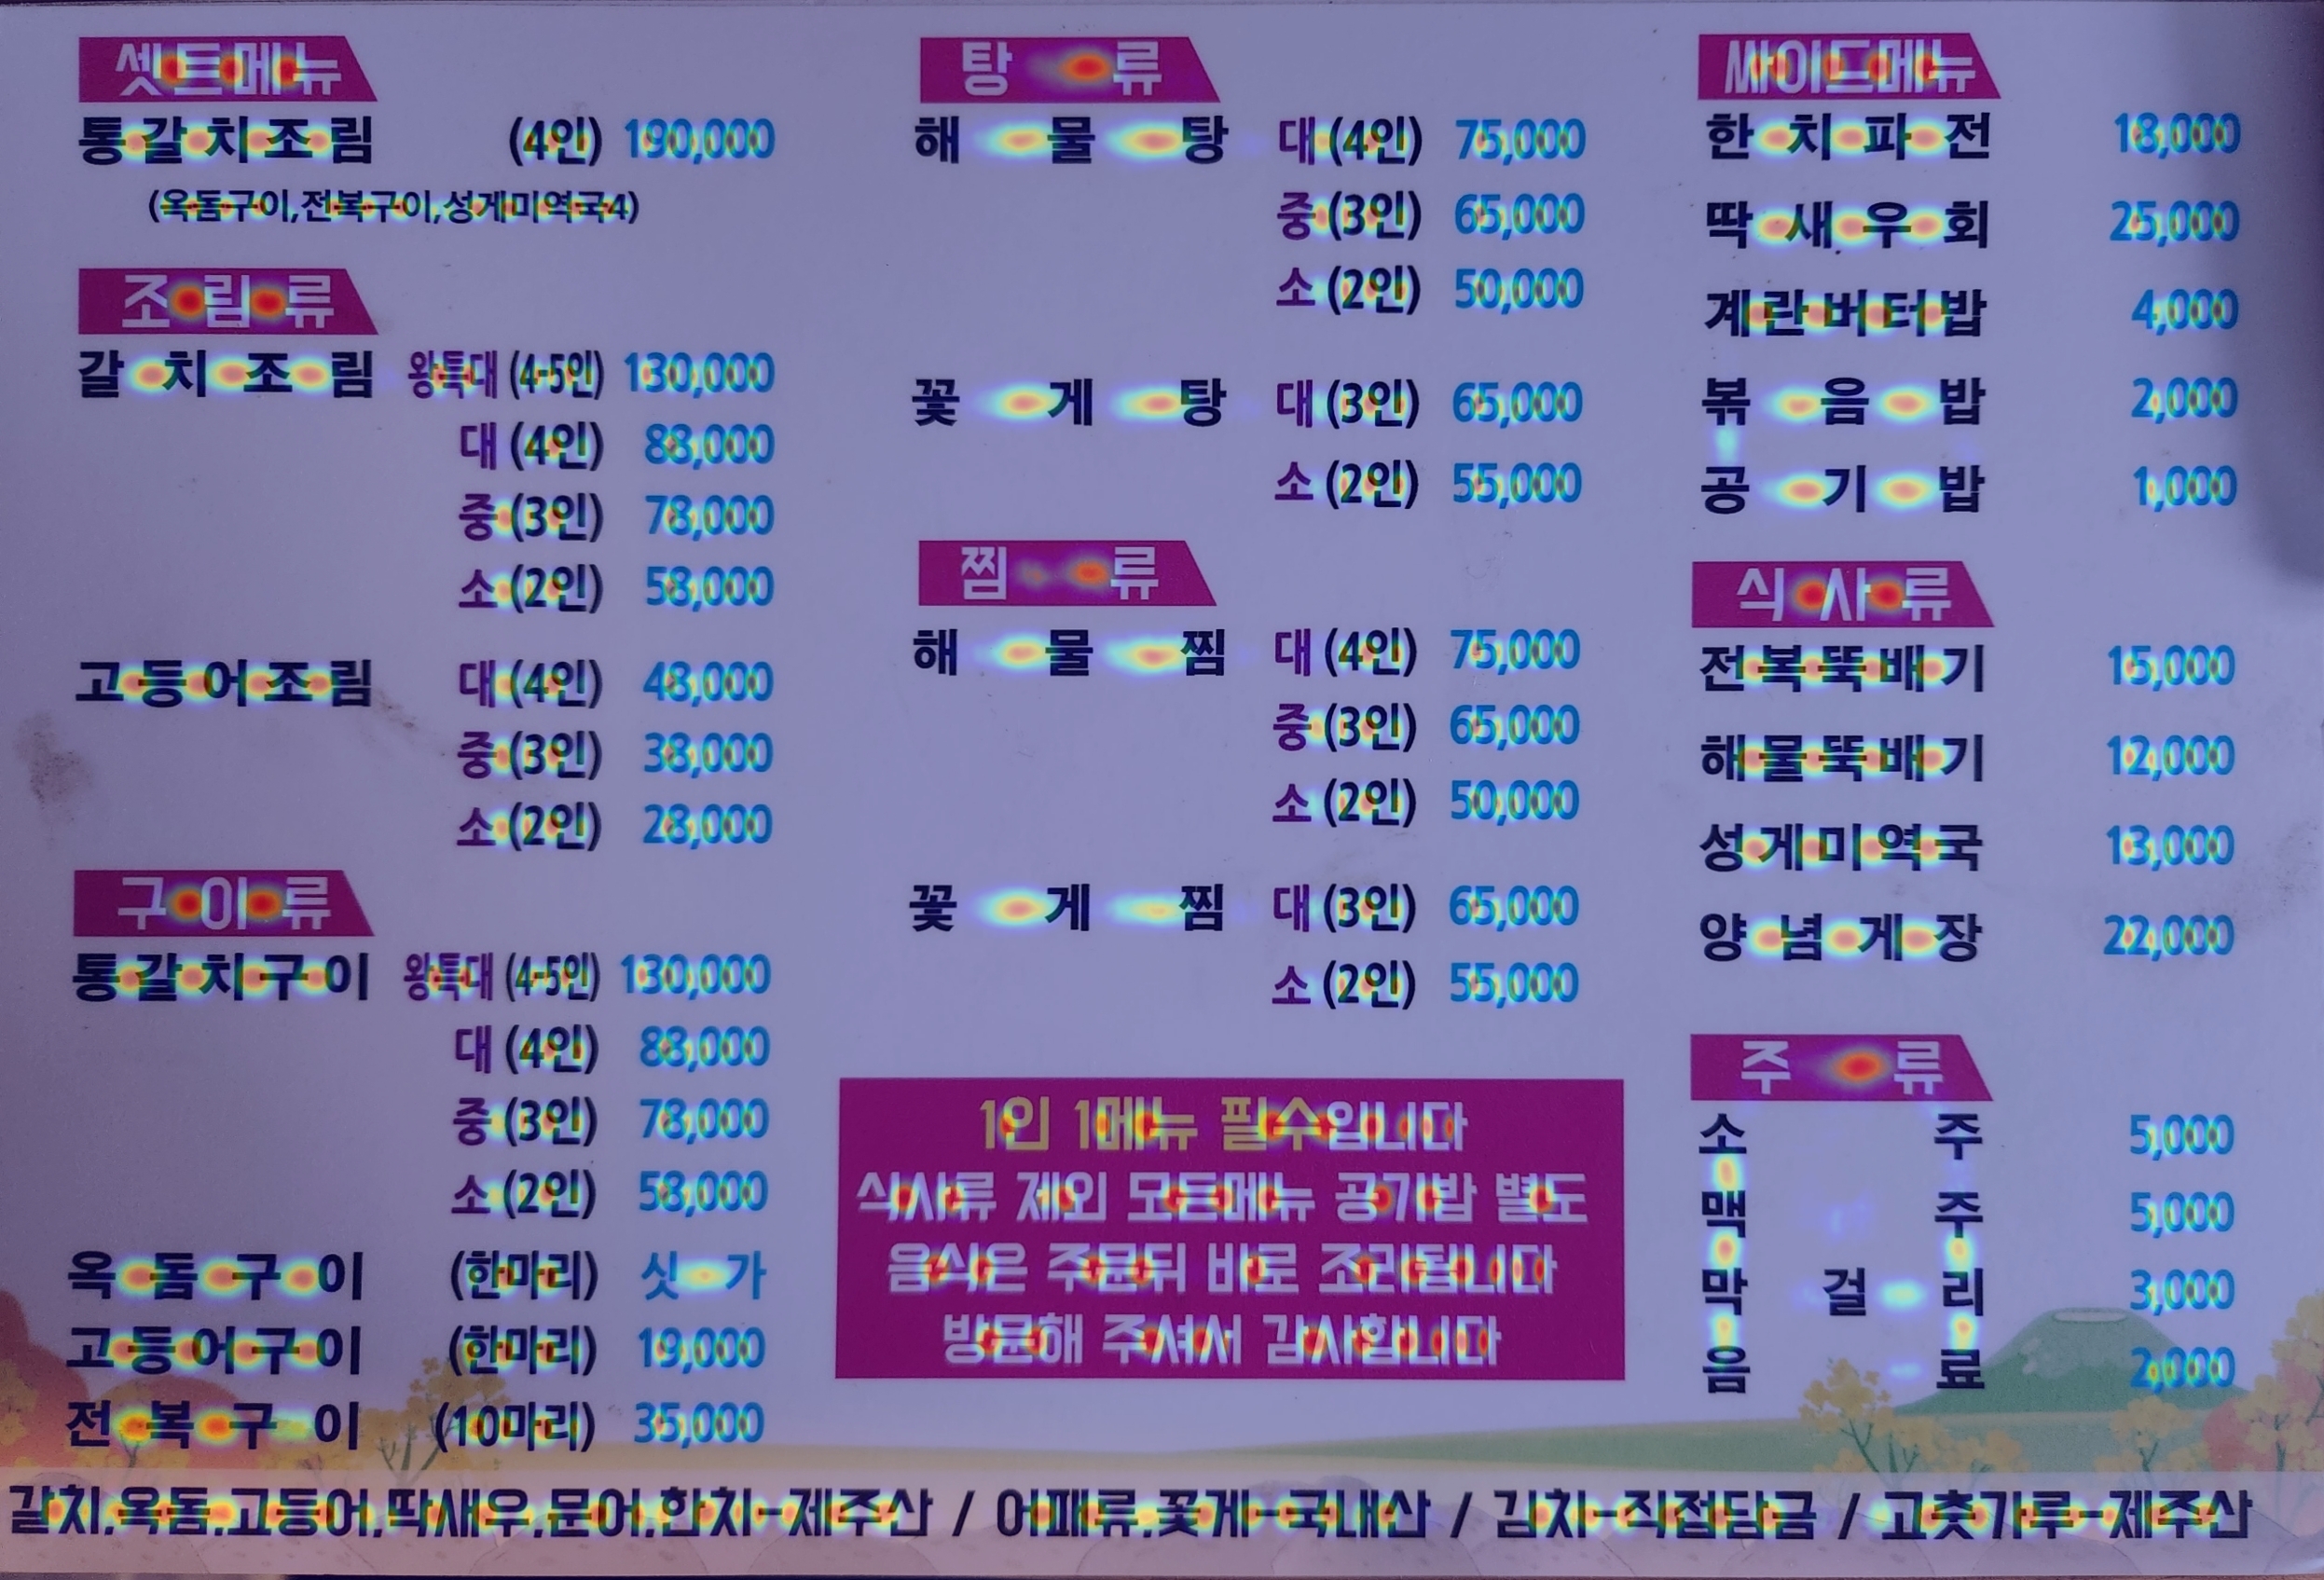 셋트메뉴
통갈치조림 (4인) 190,000
(옥돔구이,전복구이,성게미역국4)
조림류
갈치조림 왕특대 (4-5인) 130,000
대 (4인) 88,000
중 (3인) 78,000
소 (2인) 58,000
고등어조림 대 (4인) 48,000
중 (3인) 38,000
소 (2인) 28,000
구이류
통갈치구이 왕특대 (4-5인) 130,000
대 (4인) 88,000
중 (3인) 78,000
소 (2인) 58,000
옥돔구이 (한마리) 싯가
고등어구이 (한마리) 19,000
전복구이 (10마리) 35,000
탕류
해물탕 대 (4인) 75,000
중 (3인) 65,000
소 (2인) 50,000
꽃게탕 대 (3인) 65,000
소 (2인) 55,000
찜류
해물찜 대 (4인) 75,000
중 (3인) 65,000
소 (2인) 50,000
꽃게찜 대 (3인) 65,000
소 (2인) 55,000
1인 1메뉴 필수입니다
식사류 제외 모든메뉴 공기밥 별도
음식은 주문뒤 바로 조리됩니다
방문해 주셔서 감사합니다
싸이드메뉴
한치파전 18,000
딱새우회 25,000
계란버터밥 4,000
볶음밥 2,000
공기밥 1,000
식사류
전복뚝배기 15,000
해물뚝배기 12,000
성게미역국 13,000
양념게장 22,000
주류
소주 5,000
맥주 5,000
막걸리 3,000
음료 2,000
갈치.옥돔.고등어.딱새우.문어.한치-제주산 / 어패류.꽃게-국내산 / 김치-직접담금 / 고춧가루-제주산